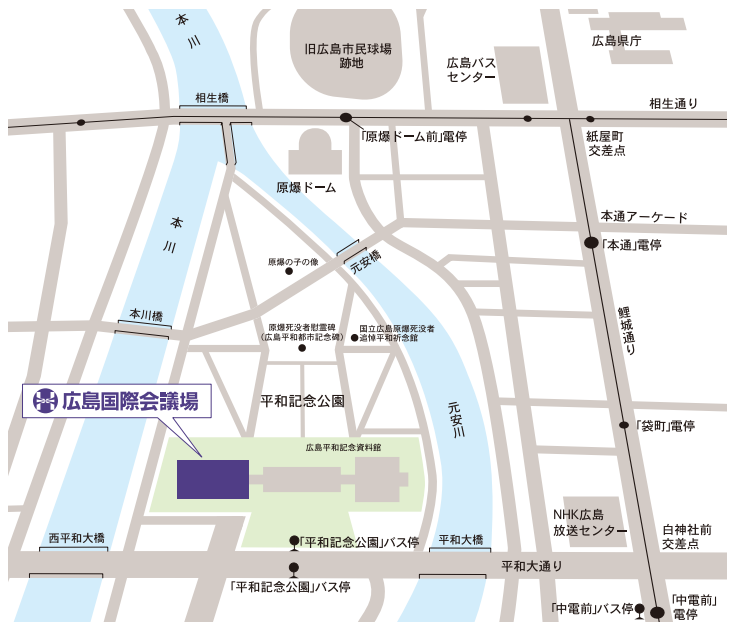 本川
旧広島市民球場
跡地
広島バス
センター
広島県庁
相生橋
相生通り
「原爆ドーム前」電停
紙屋町
交差点
原爆ドーム
本通アーケード
本川
「本通」電停
元安橋
原爆の子の像
本川橋
鯉城通り
原爆死没者慰霊碑
（広島平和都市記念碑）
国立広島原爆死没者
追悼平和祈念館
広島国際会議場
平和記念公園
元安川
「袋町」電停
広島平和記念資料館
NHK広島
放送センター
白神社前
交差点
西平和大橋
「平和記念公園」バス停
平和大橋
平和大通り
「平和記念公園」バス停
「中電前」バス停
「中電前」
電停